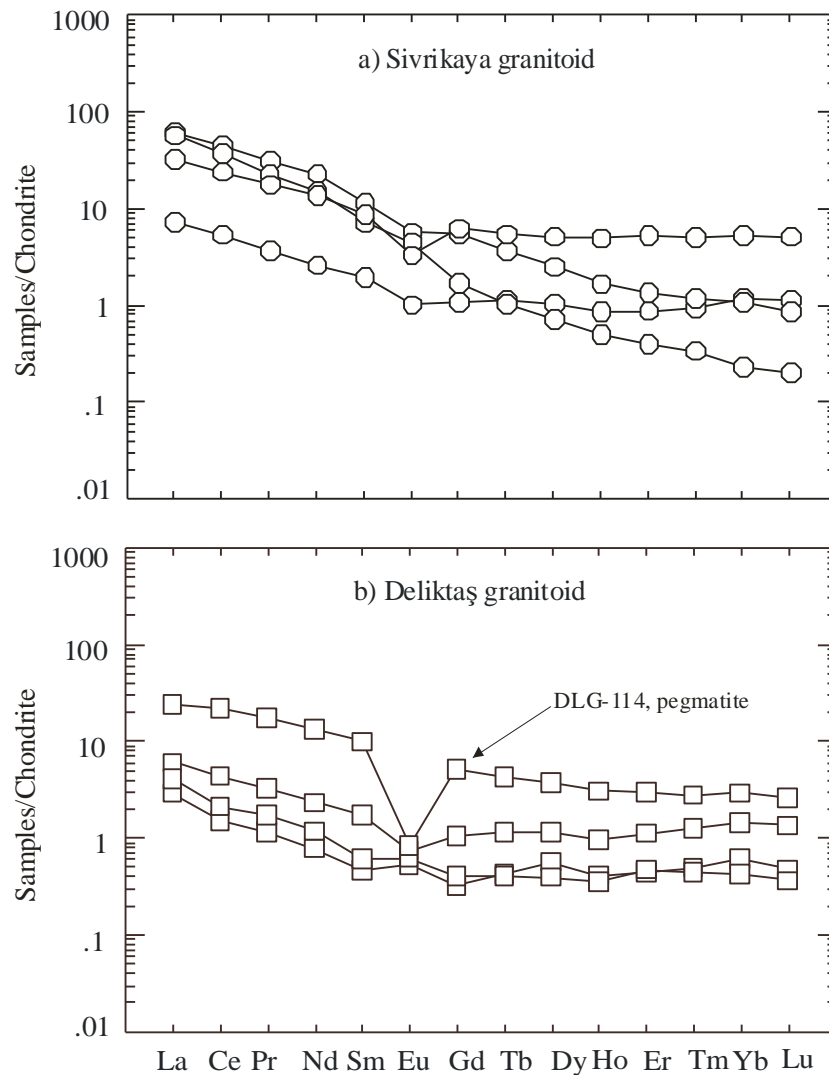 1000
a) Sivrikaya granitoid
100
10
1
.1
.01
Samples/Chondrite
1000
b) Deliktaş granitoid
100
DLG-114, pegmatite
10
1
.1
.01
Samples/Chondrite
La Ce Pr Nd Sm Eu Gd Tb Dy Ho Er Tm Yb Lu